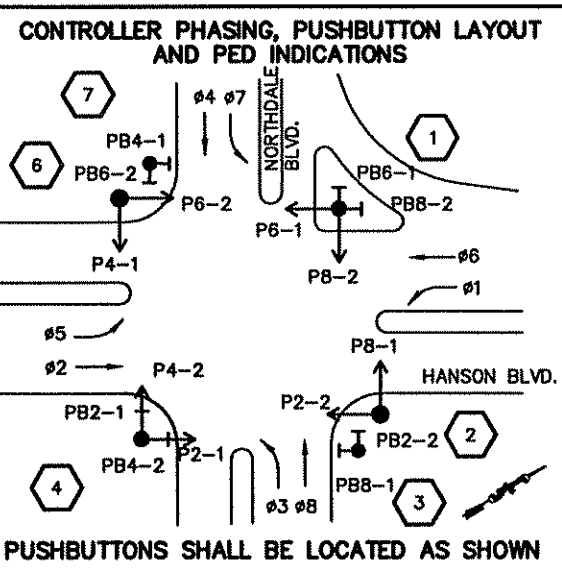 CONTROLLER PHASING, PUSHBUTTON LAYOUT
AND PED INDICATIONS
7
ø4 ø7
NORTHDALE
BLVD.
1
PB4-1
6
PB6-2
PB6-1
P6-2
PB8-2
P6-1
P4-1
P8-2
ø6
ø1
ø5
P8-1
ø2
P4-2
HANSON BLVD.
PB2-1
P2-2
PB4-2
P2-1
PB2-2
2
4
PB8-1
ø3 ø8
3
PUSHBUTTONS SHALL BE LOCATED AS SHOWN